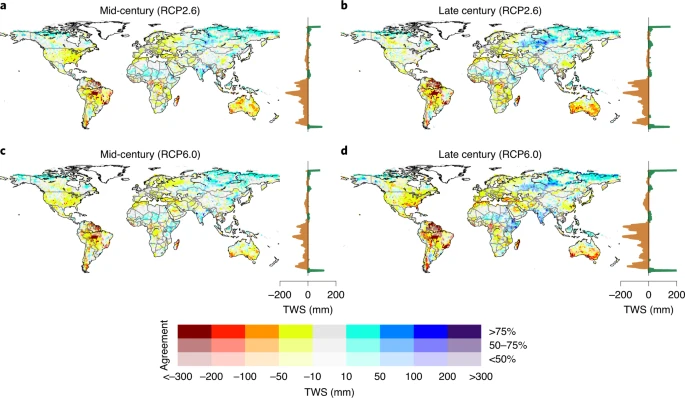 a Mid-century (RCP2.6)
b Late century (RCP2.6)
c Mid-century (RCP6.0)
d Late century (RCP6.0)
−200 0 200
TWS (mm)
−200 0 200
TWS (mm)
Agreement
>75%
50–75%
<50%
<–300 –200 –100 –50 –10 10 50 100 200 >300
TWS (mm)